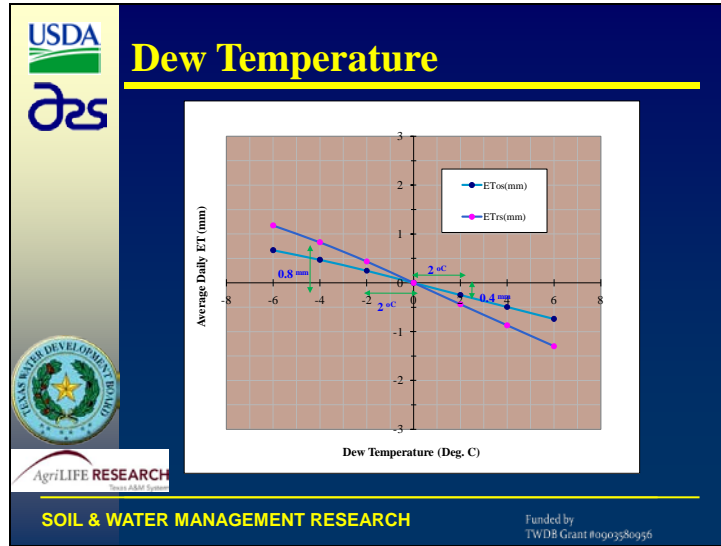 USDA
Dew Temperature
ars
3
2
1
0
-1
-2
-3
-8
-6
-4
-2
0
2
4
6
8
Average Daily ET (mm)
ETos(mm)
ETrs(mm)
0.8 mm
2 oC
2 oC
0.4 mm
Dew Temperature (Deg. C)
TEXAS WATER DEVELOPMENT BOARD
AgriLIFE RESEARCH
Texas A&M System
SOIL & WATER MANAGEMENT RESEARCH
Funded by
TWDB Grant #0903580956